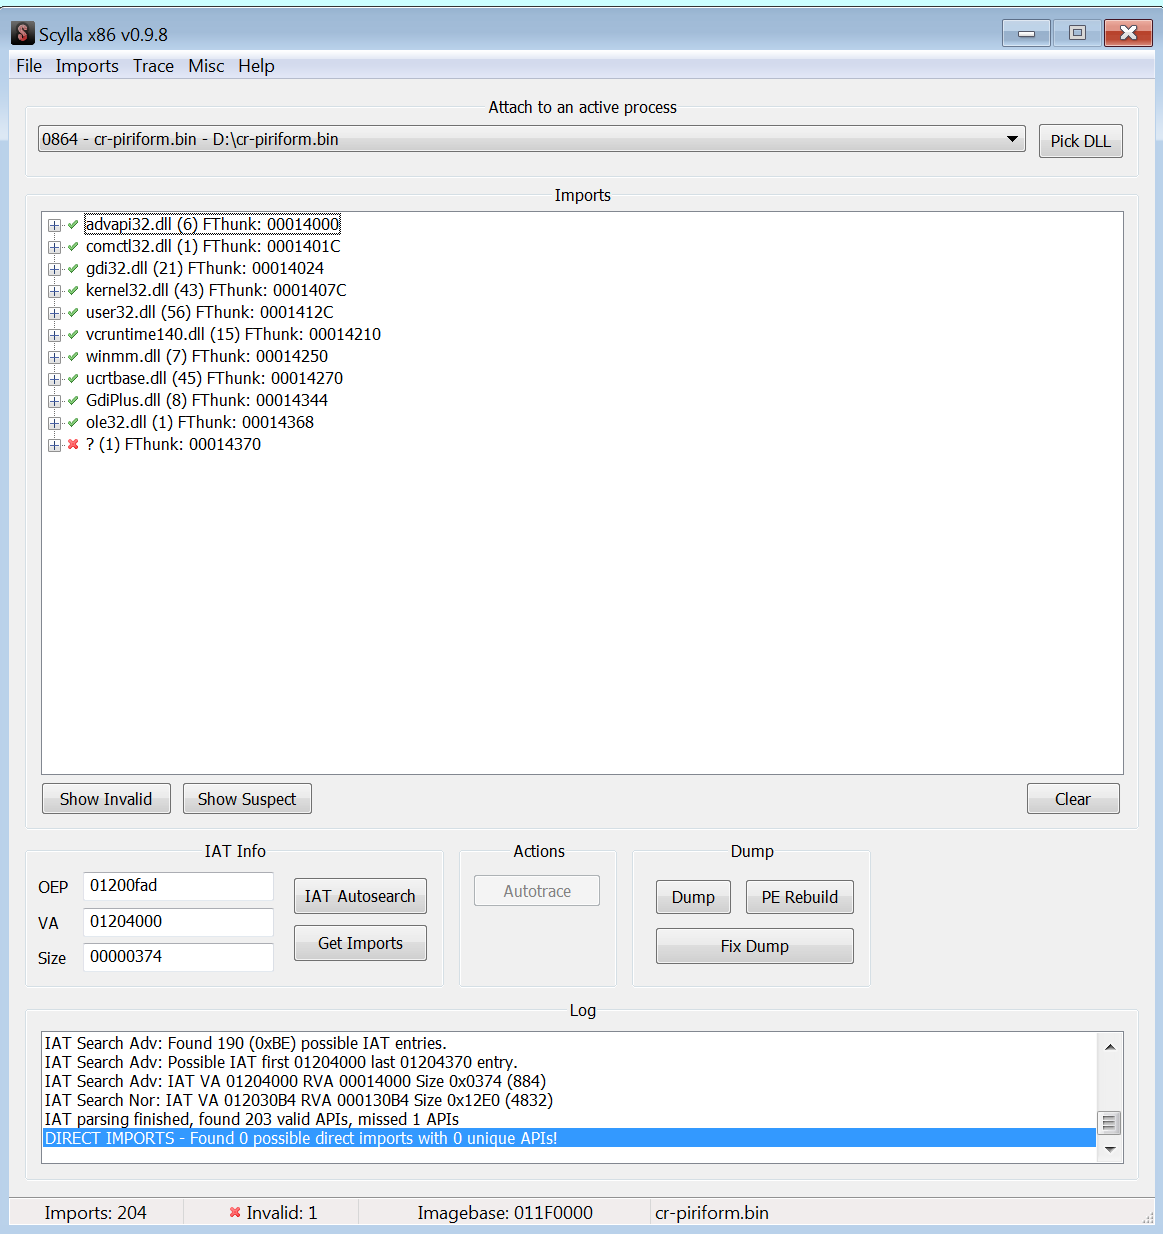 Scylla x86 v0.9.8
File Imports Trace Misc Help
Attach to an active process
0864 - cr-piriform.bin - D:\cr-piriform.bin
Pick DLL
Imports
advapi32.dll (6) FThunk: 00014000
comctl32.dll (1) FThunk: 0001401C
gdi32.dll (21) FThunk: 00014024
kernel32.dll (43) FThunk: 0001407C
user32.dll (56) FThunk: 0001412C
vcruntime140.dll (15) FThunk: 00014210
winmm.dll (7) FThunk: 00014250
ucrtbase.dll (45) FThunk: 00014270
GdiPlus.dll (8) FThunk: 00014344
ole32.dll (1) FThunk: 00014368
? (1) FThunk: 00014370
Show Invalid Show Suspect Clear
IAT Info
OEP 01200fad
VA 01204000
Size 00000374
IAT Autosearch
Get Imports
Actions
Autotrace
Dump
Dump PE Rebuild
Fix Dump
Log
IAT Search Adv: Found 190 (0xBE) possible IAT entries.
IAT Search Adv: Possible IAT first 01204000 last 01204370 entry.
IAT Search Adv: IAT VA 01204000 RVA 00014000 Size 0x0374 (884)
IAT Search Nor: IAT VA 012030B4 RVA 000130B4 Size 0x12E0 (4832)
IAT parsing finished, found 203 valid APIs, missed 1 APIs
DIRECT IMPORTS - Found 0 possible direct imports with 0 unique APIs!
Imports: 204 Invalid: 1 Imagebase: 011F0000 cr-piriform.bin